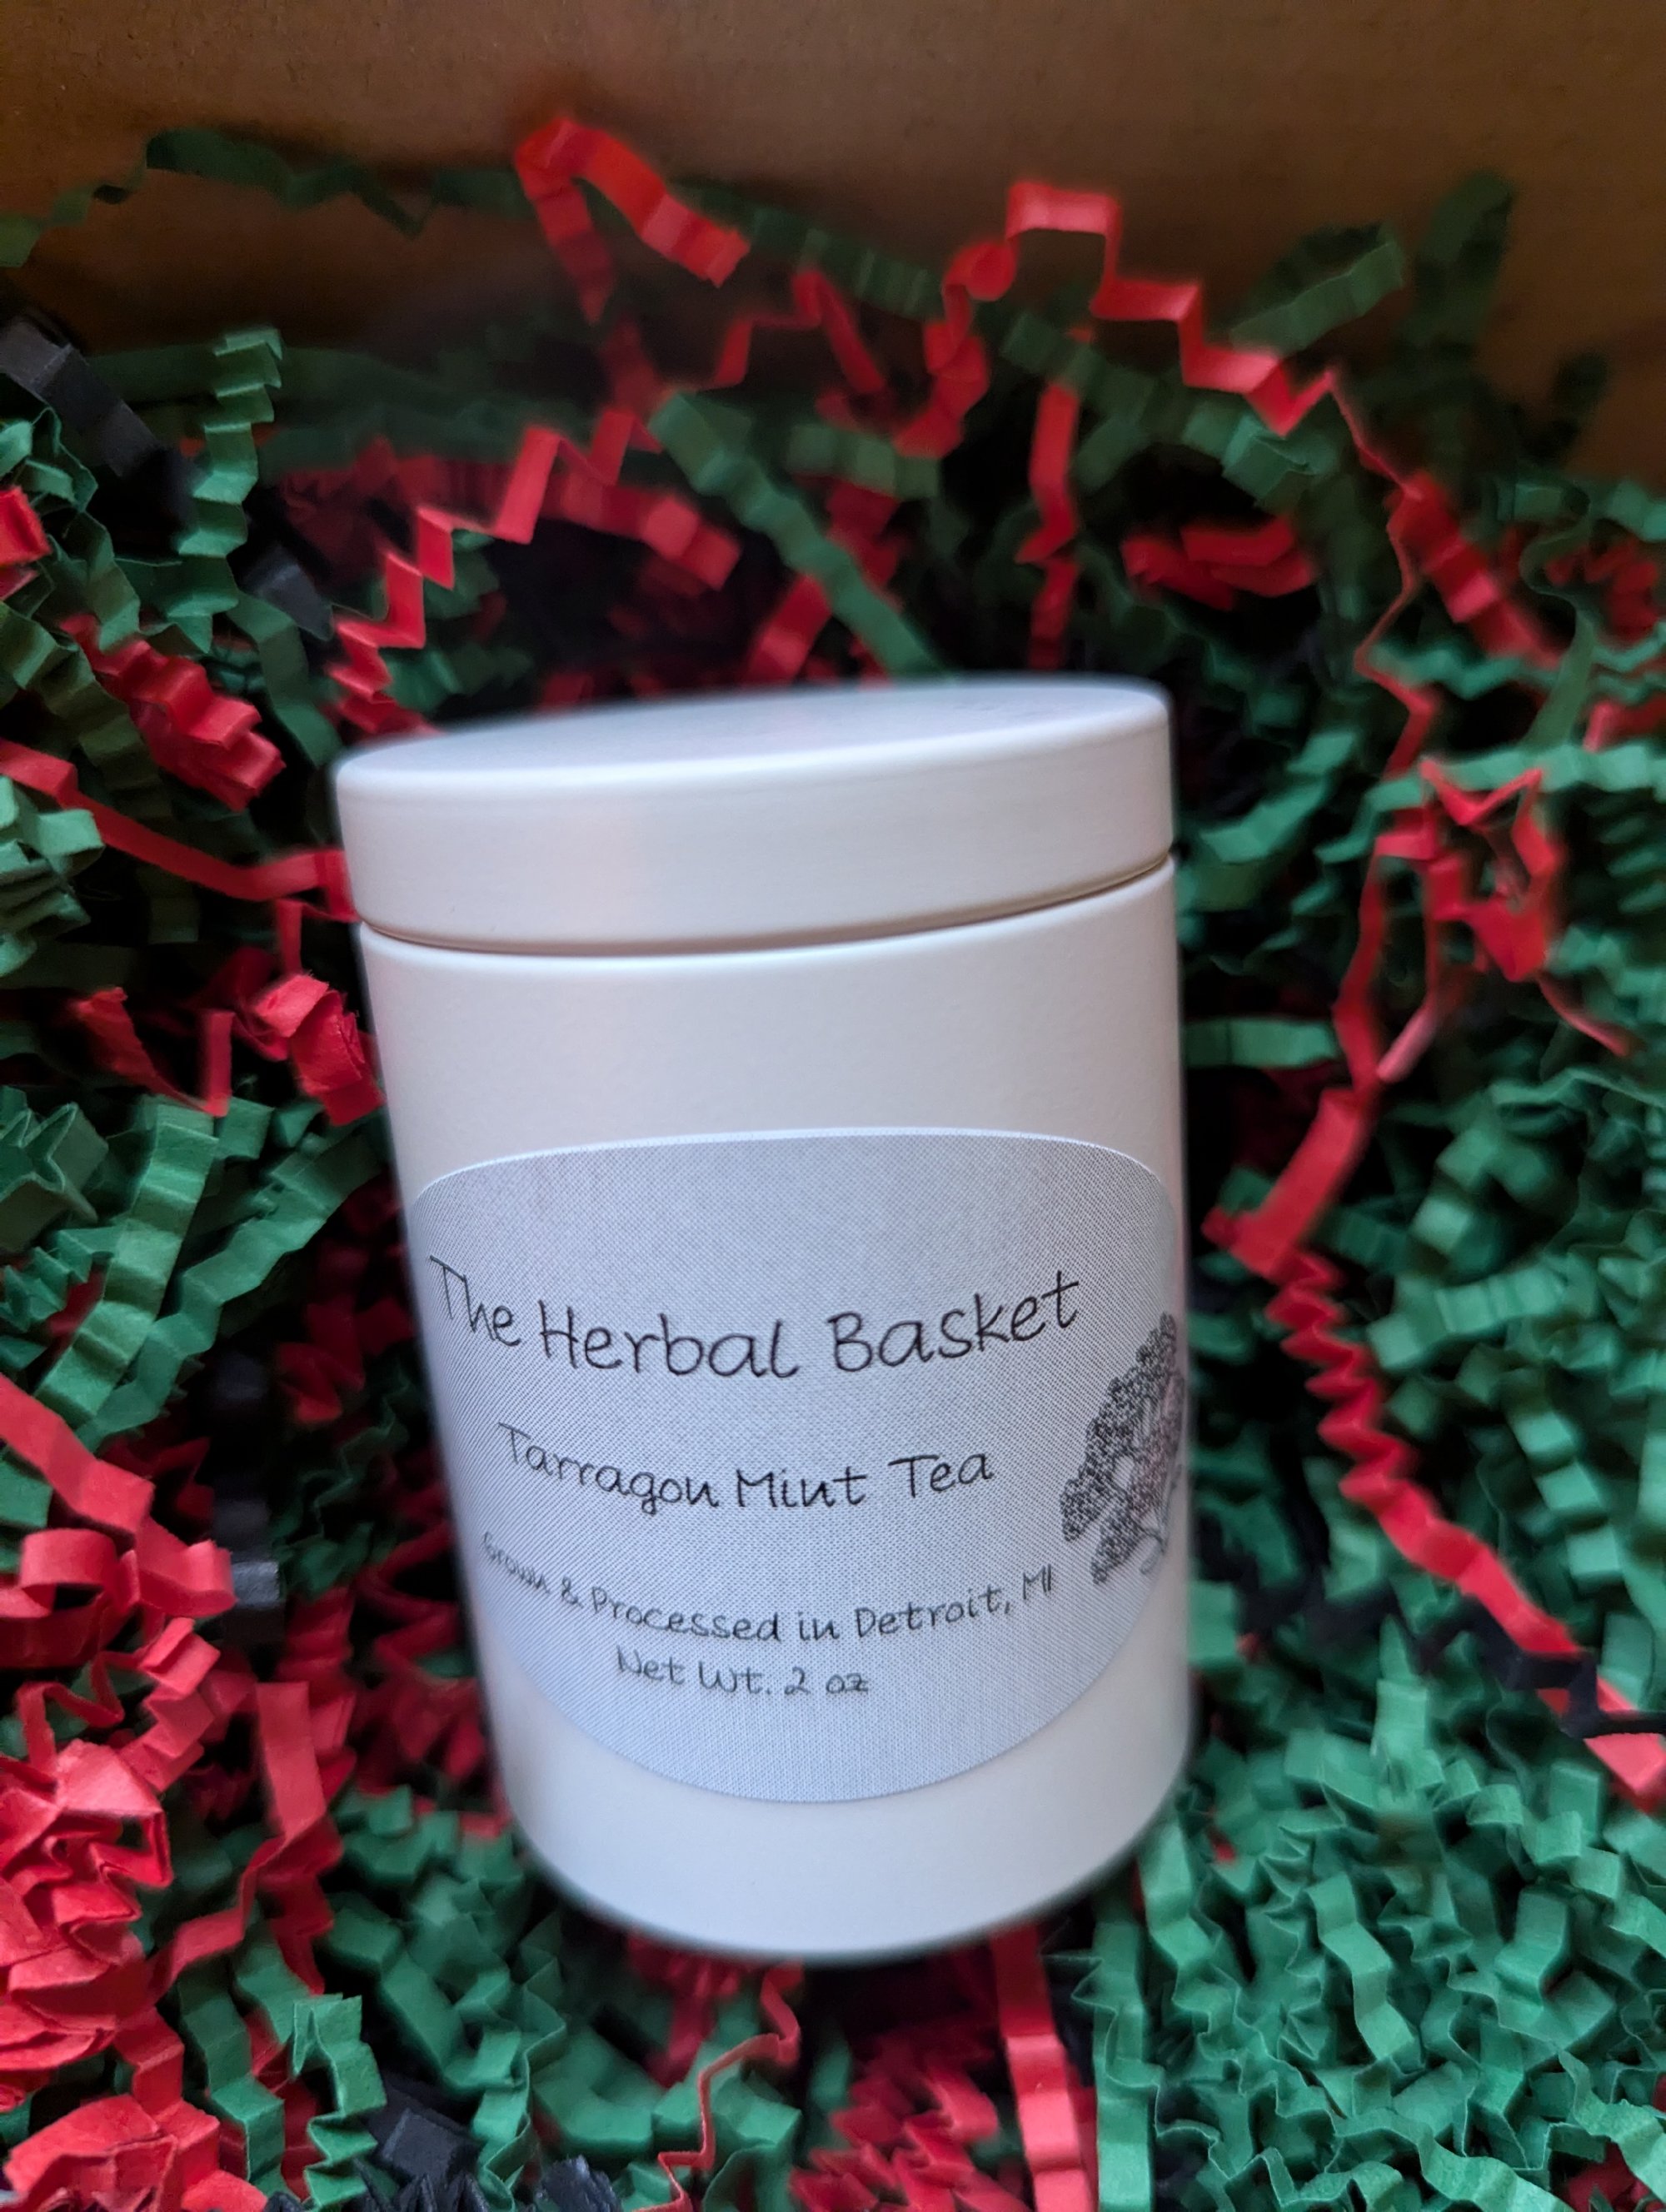 The Herbal Basket
Tarragon Mint Tea
Grown & Processed in Detroit, MI
Net Wt. 2 oz